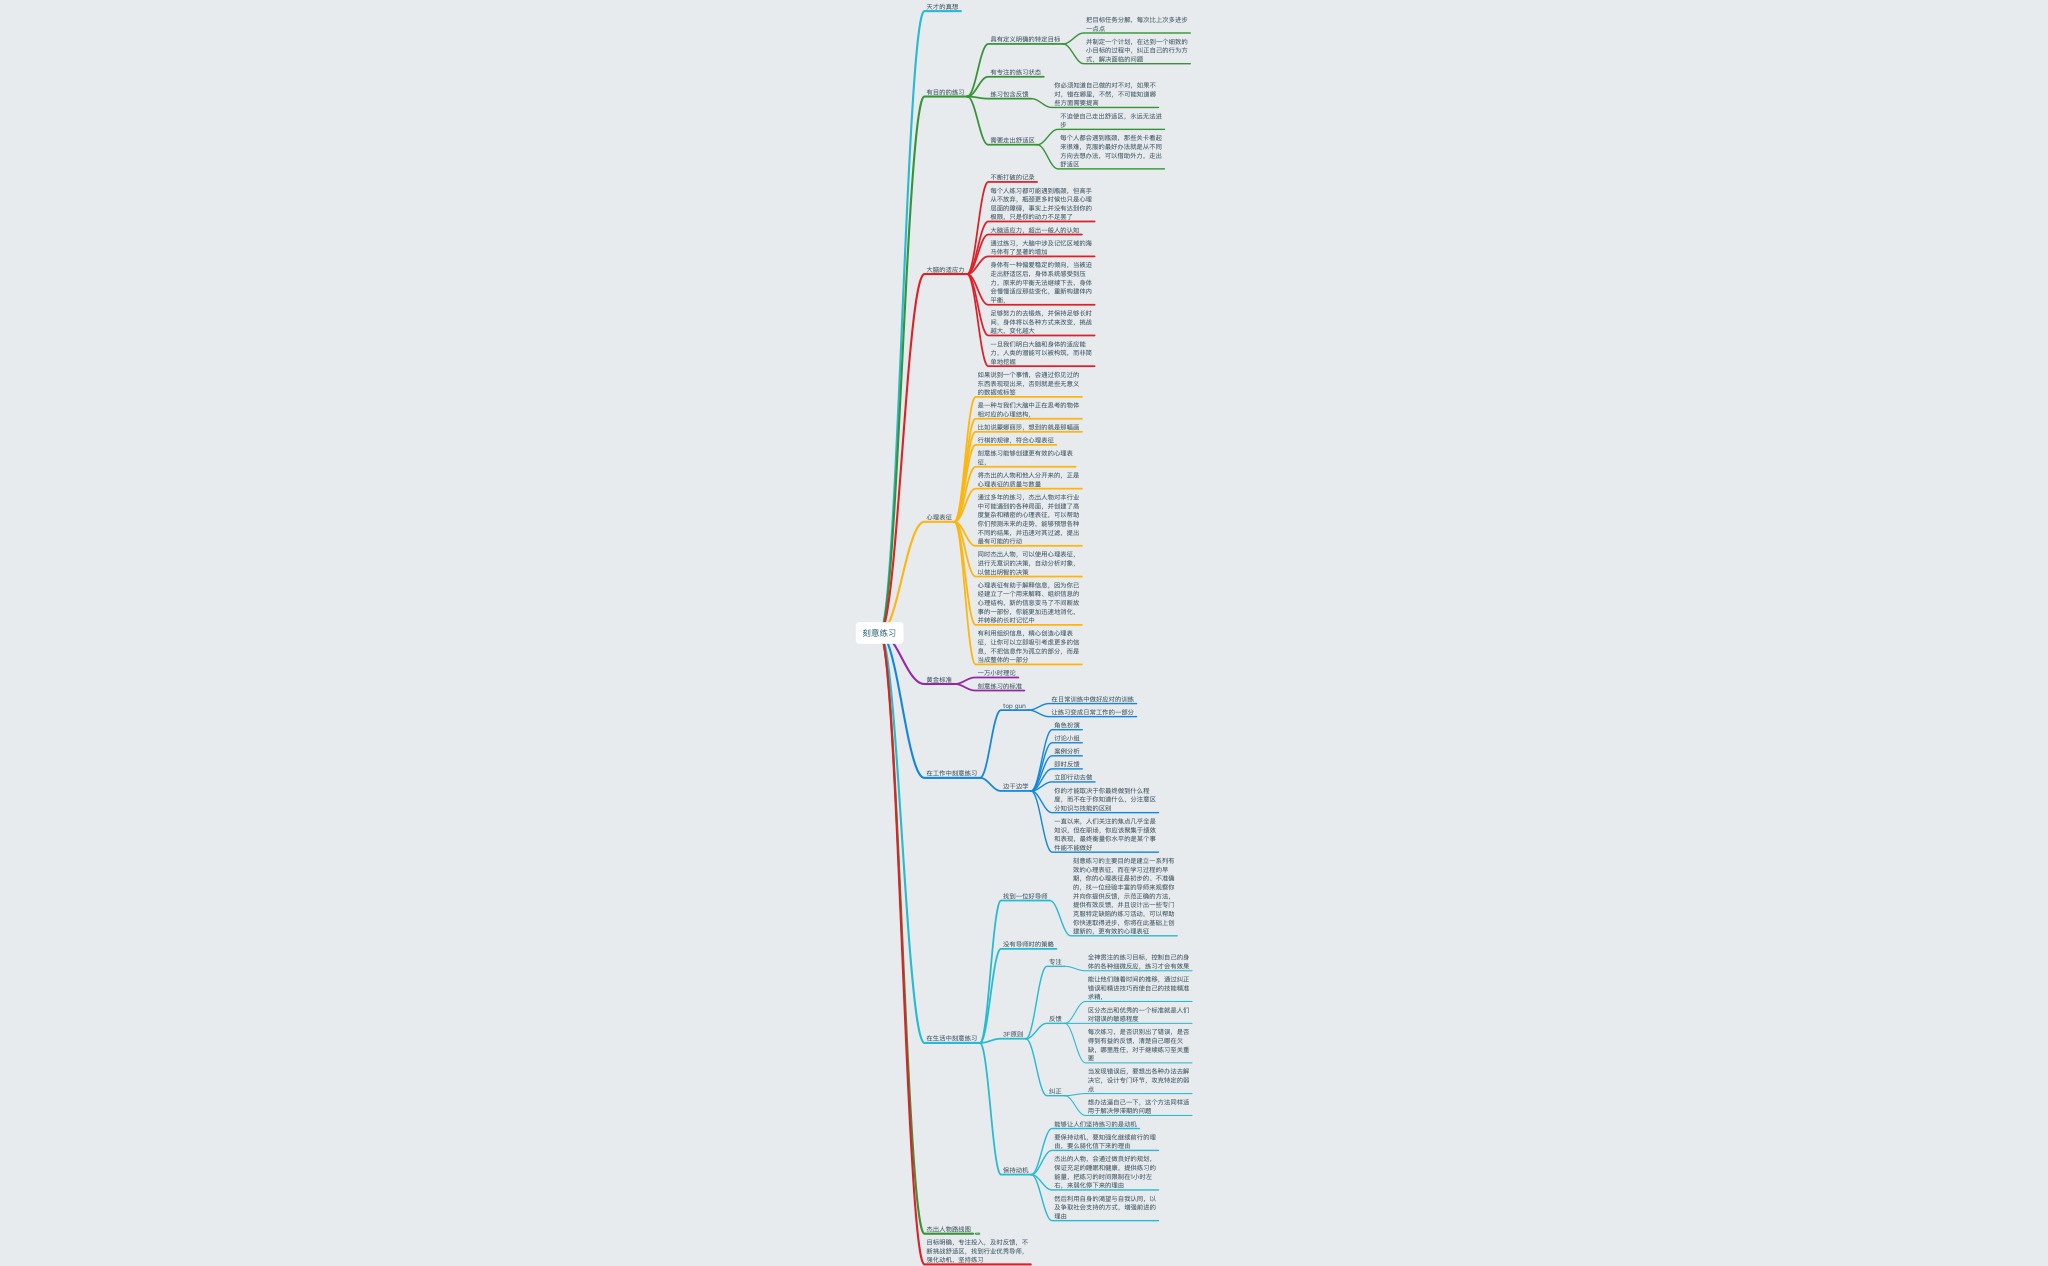 天才的真想
把目标任务分解，每次比上次多进步
一点点
具有定义明确的特定目标
并制定一个计划，在达到一个细致的
小目标的过程中，纠正自己的行为方
式，解决面临的问题
有专注的练习状态
有目的的练习
练习包含反馈
你必须知道自己做的对不对，如果不
对，错在哪里，不然，不可能知道哪
些方面需要提高
不迫使自己走出舒适区，永远无法进
步
需要走出舒适区
每个人都会遇到瓶颈，那些关卡看起
来很难，克服的最好办法就是从不同
方向去想办法，可以借助外力，走出
舒适区
不断打破的记录
每个人练习都可能遇到瓶颈，但高手
从不放弃，瓶颈更多时候也只是心理
层面的障碍，事实上并没有达到你的
极限，只是你的动力不足罢了
大脑适应力，超出一般人的认知
通过练习，大脑中涉及记忆区域的海
马体有了显著的增加
大脑的适应力
身体有一种偏爱稳定的倾向，当被迫
走出舒适区后，身体系统感受到压
力，原来的平衡无法继续下去，身体
会慢慢适应那些变化，重新构建体内
平衡。
足够努力的去锻炼，并保持足够长时
间，身体将以各种方式来改变，挑战
越大，变化越大
一旦我们明白大脑和身体的适应能
力，人类的潜能可以被构筑，而非简
单地挖掘
如果说到一个事情，会通过你见过的
东西表现现出来，否则就是些无意义
的数据或标签
是一种与我们大脑中正在思考的物体
相对应的心理结构，
比如说蒙娜丽莎，想到的就是那幅画
行棋的规律，符合心理表征
刻意练习能够创建更有效的心理表
征，
将杰出的人物和他人分开来的，正是
心理表征的质量与数量
心理表征
通过多年的练习，杰出人物对本行业
中可能遇到的各种局面，并创建了高
度复杂和精密的心理表征，可以帮助
你们预测未来的走势，能够预想各种
不同的结果，并迅速对其过滤，提出
最有可能的行动
同时杰出人物，可以使用心理表征，
进行无意识的决策，自动分析对象，
以做出明智的决策
心理表征有助于解释信息，因为你已
经建立了一个用来解释、组织信息的
心理结构，新的信息变马了不间断故
事的一部份，你能更加迅速地消化，
并转移的长时记忆中
有利用组织信息，精心创造心理表
征，让你可以立即吸引考虑更多的信
息，不把信息作为孤立的部分，而是
当成整体的一部分
刻意练习
黄金标准
一万小时理论
刻意练习的标准
top gun
在日常训练中做好应对的训练
让练习变成日常工作的一部分
在工作中刻意练习
边干边学
角色扮演
讨论小组
案例分析
即时反馈
立即行动去做
你的才能取决于你最终做到什么程
度，而不在于你知道什么，分注意区
分知识与技能的区别
一直以来，人们关注的焦点几乎全是
知识，但在职场，你应该聚集于绩效
和表现，最终衡量你水平的是某个事
件能不能做好
找到一位好导师
刻意练习的主要目的是建立一系列有
效的心理表征，而在学习过程的早
期，你的心理表征是初步的、不准确
的，找一位经验丰富的导师来观察你
并向你提供反馈，示范正确的方法，
提供有效反馈，并且设计出一些专门
克服特定缺陷的练习活动，可以帮助
你快速取得进步，你将在此基础上创
建新的，更有效的心理表征
没有导师时的策略
在生活中刻意练习
3F原则
专注
全神贯注的练习目标，控制自己的身
体的各种细微反应，练习才会有效果
反馈
能让他们随着时间的推移，通过纠正
错误和精进技巧而使自己的技能精准
求精，
区分杰出和优秀的一个标准就是人们
对错误的敏感程度
每次练习，是否识别出了错误，是否
得到有益的反馈，清楚自己哪在欠
缺，哪里胜任，对于继续练习至关重
要
纠正
当发现错误后，要想出各种办法去解
决它，设计专门环节，攻克特定的弱
点
想办法逼自己一下，这个方法同样适
用于解决停滞期的问题
保持动机
能够让人们坚持练习的是动机
要保持动机，要知强化继续前行的理
由，要么弱化信下来的理由
杰出的人物，会通过做良好的规划，
保证充足的睡眠和健康，提供练习的
能量，把练习的时间限制在1小时左
右，来弱化停下来的理由
然后利用自身的渴望与自我认同，以
及争取社会支持的方式，增强前进的
理由
杰出人物路线图
目标明确，专注投入，及时反馈，不
断挑战舒适区，找到行业优秀导师，
强化动机，坚持练习